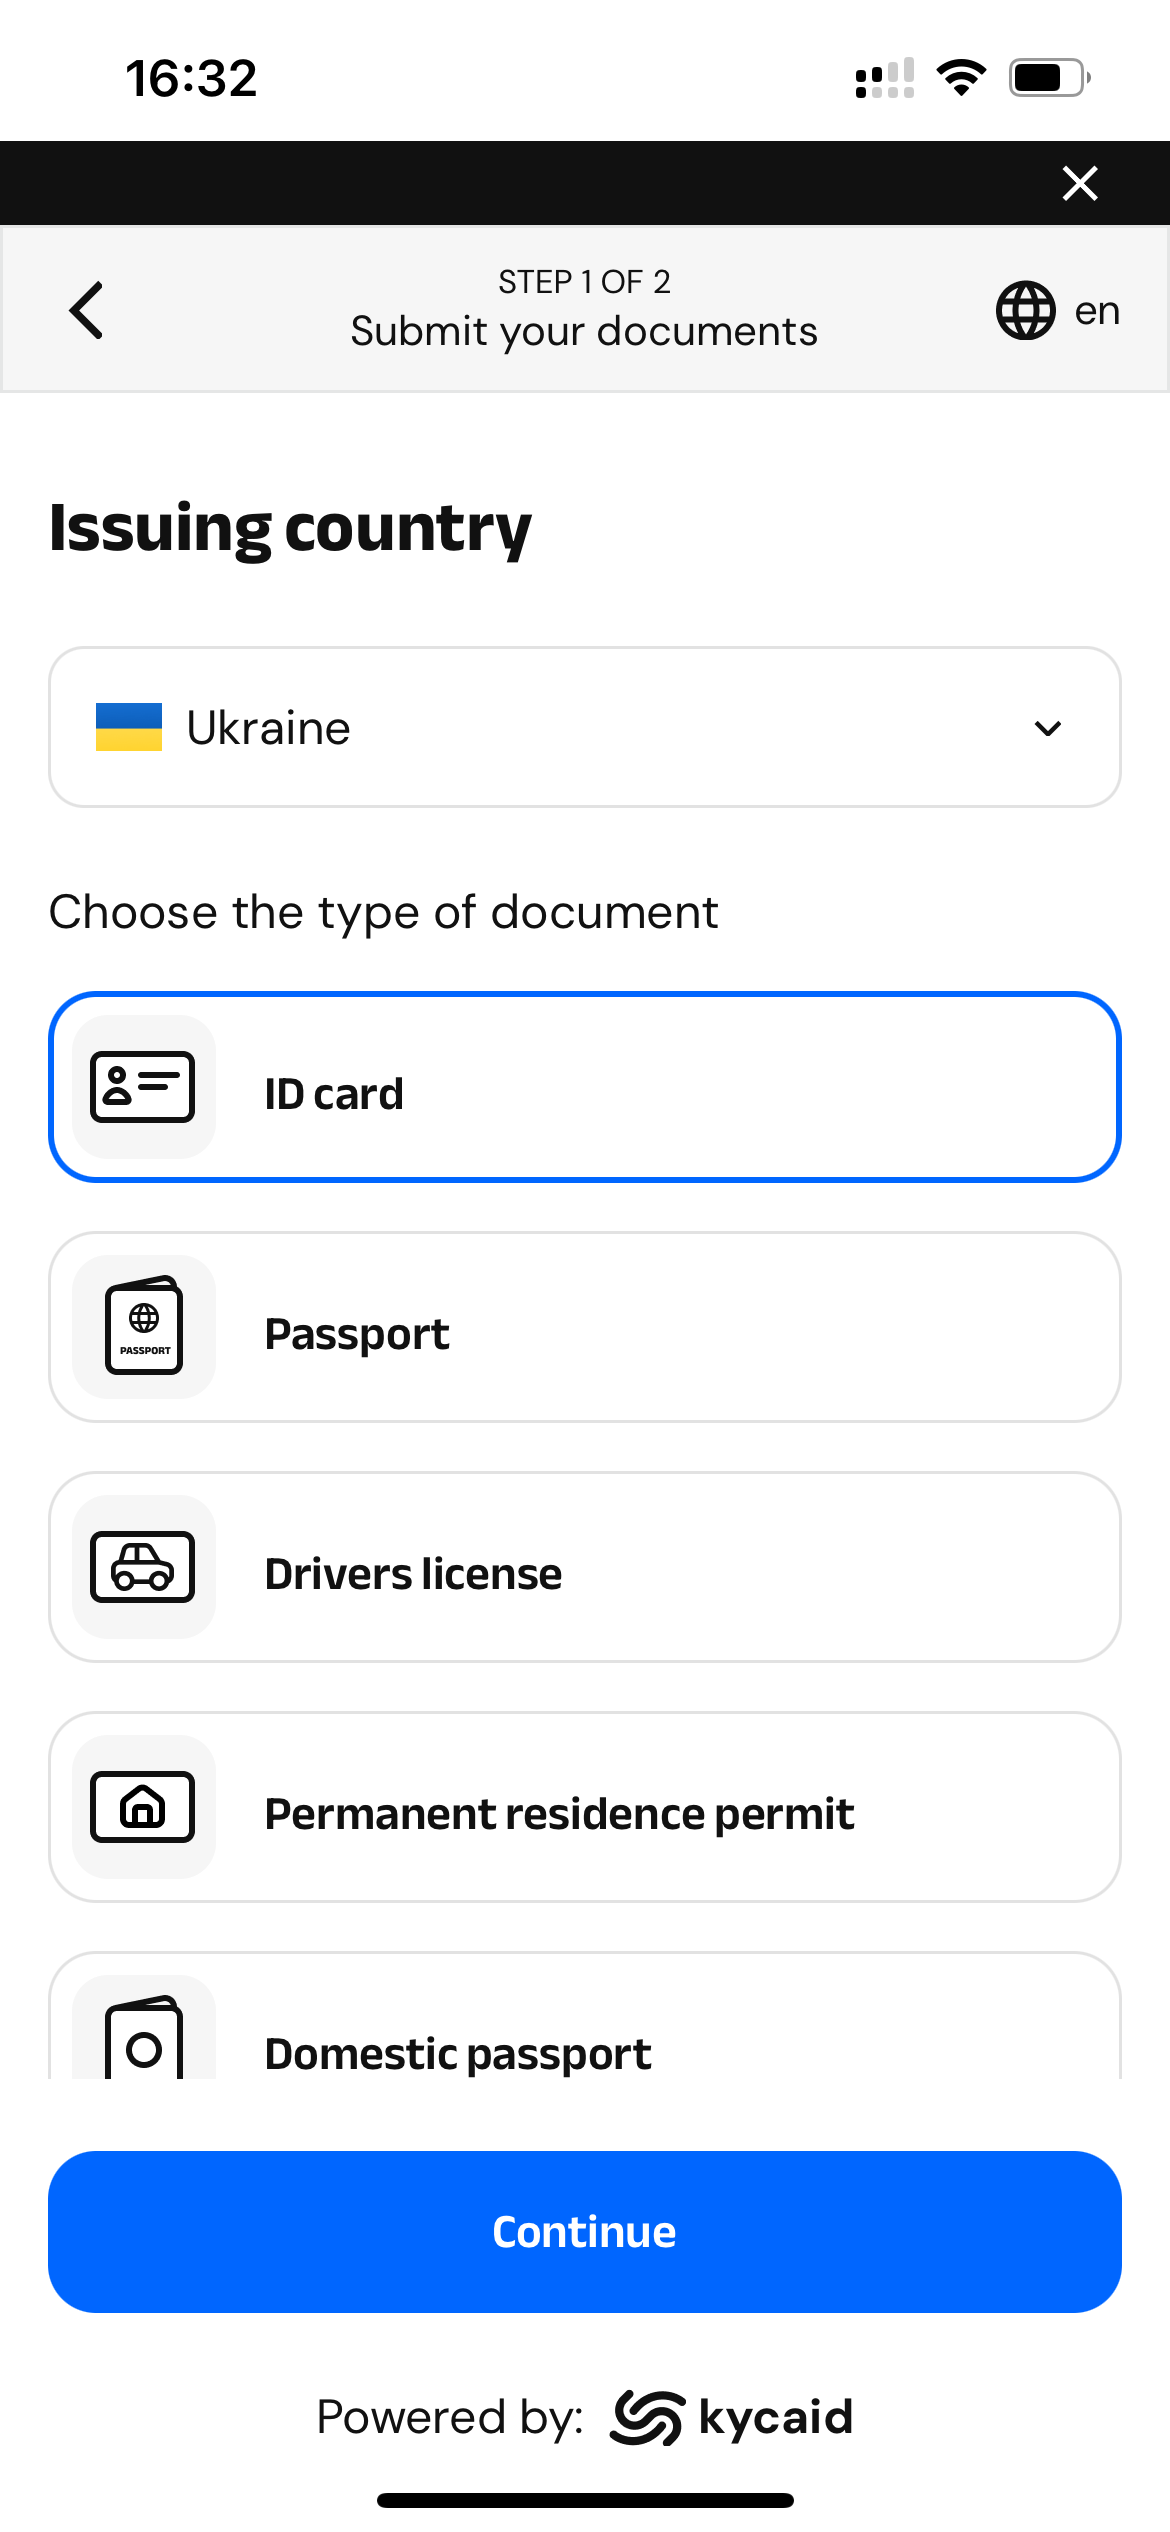 16:32
STEP 1 OF 2
Submit your documents
en
Issuing country
Ukraine
Choose the type of document
ID card
PASSPORT
Passport
Drivers license
Permanent residence permit
Domestic passport
Continue
Powered by: kycaid